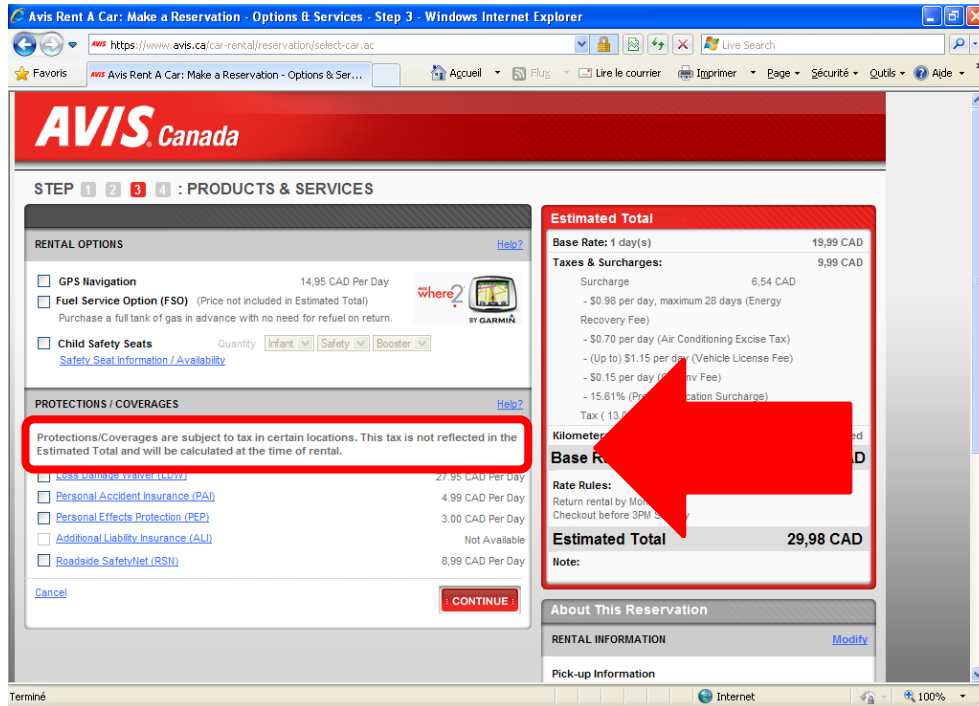 Avis Rent A Car: Make a Reservation - Options & Services - Step 3 - Windows Internet Explorer
AVIS https://www.avis.ca/car-rental/reservation/select-car.ac
Live Search
Favoris
AVIS Avis Rent A Car: Make a Reservation - Options & Ser...
Accueil
Flux
Lire le courrier
Imprimer
Page
Sécurité
Outils
Aide
AVIS. Canada
STEP 1 2 3 4 : PRODUCTS & SERVICES
RENTAL OPTIONS Help?
GPS Navigation 14,95 CAD Per Day
Fuel Service Option (FSO) (Price not included in Estimated Total)
Purchase a full tank of gas in advance with no need for refuel on return.
AVIS where2
BY GARMIN
Child Safety Seats Quantity Infant Safety Booster
Safety Seat Information / Availability
PROTECTIONS / COVERAGES Help?
Protections/Coverages are subject to tax in certain locations. This tax is not reflected in the
Estimated Total and will be calculated at the time of rental.
Loss Damage Waiver (LDW) 27.95 CAD Per Day
Personal Accident Insurance (PAI) 4.99 CAD Per Day
Personal Effects Protection (PEP) 3.00 CAD Per Day
Additional Liability Insurance (ALI) Not Available
Roadside SafetyNet (RSN) 8,99 CAD Per Day
Cancel
CONTINUE
Estimated Total
Base Rate: 1 day(s) 19,99 CAD
Taxes & Surcharges: 9,99 CAD
Surcharge 6,54 CAD
- $0.98 per day, maximum 28 days (Energy
Recovery Fee)
- $0.70 per day (Air Conditioning Excise Tax)
- (Up to) $1.15 per day (Vehicle License Fee)
- $0.15 per day ( Fee)
- 15.61% ( Surcharge)
Tax (
Base
Rate Rules:
Return rental by
Checkout before 3PM
Estimated Total 29,98 CAD
Note:
About This Reservation
RENTAL INFORMATION Modify
Pick-up Information
Terminé
Internet
100%